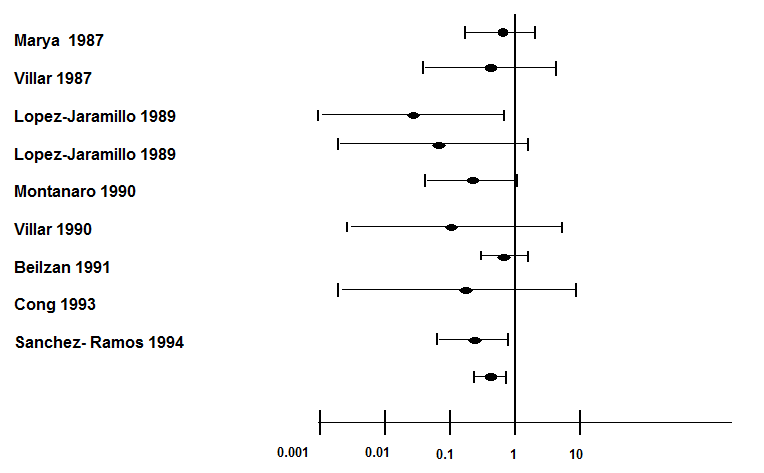 Marya 1987
Villar 1987
Lopez-Jaramillo 1989
Lopez-Jaramillo 1989
Montanaro 1990
Villar 1990
Beilzan 1991
Cong 1993
Sanchez- Ramos 1994
0.001 0.01 0.1 1 10